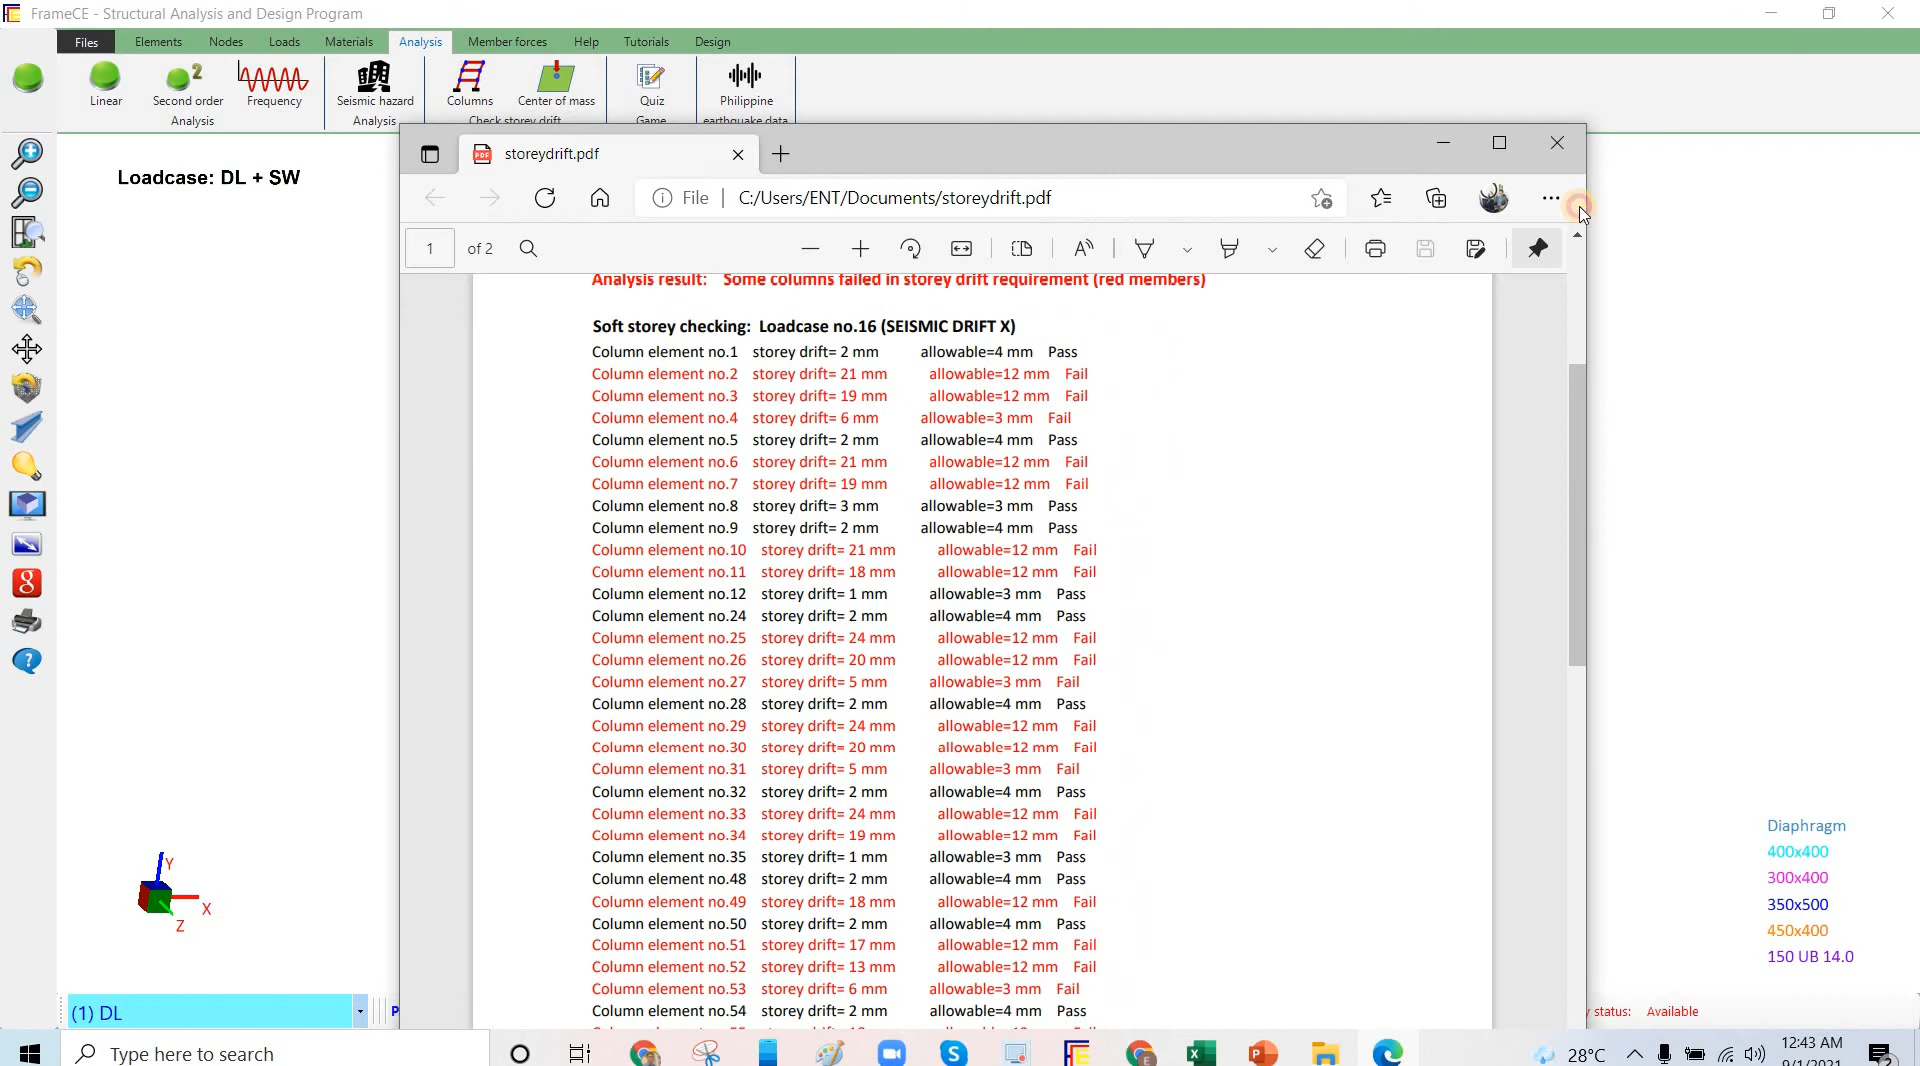 FrameCE - Structural Analysis and Design Program
Files Elements Nodes Loads Materials Analysis Member forces Help Tutorials Design
Linear Second order Frequency Seismic hazard Columns Center of mass Quiz Philippine
Analysis Analysis Check storey drift Game earthquake data
storeydrift.pdf
Loadcase: DL + SW
File C:/Users/ENT/Documents/storeydrift.pdf
1 of 2
Analysis result: Some columns failed in storey drift requirement (red members)
Soft storey checking: Loadcase no.16 (SEISMIC DRIFT X)
Column element no.1 storey drift= 2 mm allowable=4 mm Pass
Column element no.2 storey drift= 21 mm allowable=12 mm Fail
Column element no.3 storey drift= 19 mm allowable=12 mm Fail
Column element no.4 storey drift= 6 mm allowable=3 mm Fail
Column element no.5 storey drift= 2 mm allowable=4 mm Pass
Column element no.6 storey drift= 21 mm allowable=12 mm Fail
Column element no.7 storey drift= 19 mm allowable=12 mm Fail
Column element no.8 storey drift= 3 mm allowable=3 mm Pass
Column element no.9 storey drift= 2 mm allowable=4 mm Pass
Column element no.10 storey drift= 21 mm allowable=12 mm Fail
Column element no.11 storey drift= 18 mm allowable=12 mm Fail
Column element no.12 storey drift= 1 mm allowable=3 mm Pass
Column element no.24 storey drift= 2 mm allowable=4 mm Pass
Column element no.25 storey drift= 24 mm allowable=12 mm Fail
Column element no.26 storey drift= 20 mm allowable=12 mm Fail
Column element no.27 storey drift= 5 mm allowable=3 mm Fail
Column element no.28 storey drift= 2 mm allowable=4 mm Pass
Column element no.29 storey drift= 24 mm allowable=12 mm Fail
Column element no.30 storey drift= 20 mm allowable=12 mm Fail
Column element no.31 storey drift= 5 mm allowable=3 mm Fail
Column element no.32 storey drift= 2 mm allowable=4 mm Pass
Column element no.33 storey drift= 24 mm allowable=12 mm Fail
Column element no.34 storey drift= 19 mm allowable=12 mm Fail
Column element no.35 storey drift= 1 mm allowable=3 mm Pass
Column element no.48 storey drift= 2 mm allowable=4 mm Pass
Column element no.49 storey drift= 18 mm allowable=12 mm Fail
Column element no.50 storey drift= 2 mm allowable=4 mm Pass
Column element no.51 storey drift= 17 mm allowable=12 mm Fail
Column element no.52 storey drift= 13 mm allowable=12 mm Fail
Column element no.53 storey drift= 6 mm allowable=3 mm Fail
Column element no.54 storey drift= 2 mm allowable=4 mm Pass
Diaphragm
400x400
300x400
350x500
450x400
150 UB 14.0
Y
X
Z
(1) DL P
status: Available
Type here to search
28°C
12:43 AM
9/1/2021